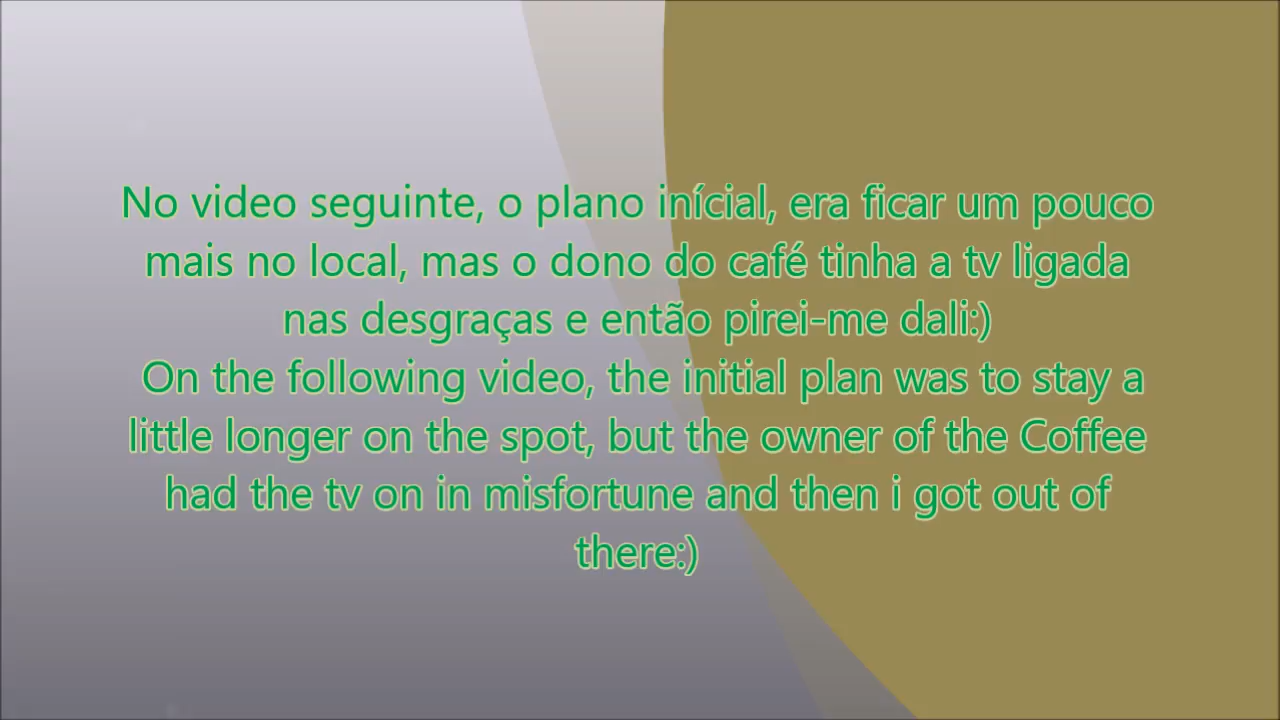 No video seguinte, o plano inícial, era ficar um pouco
mais no local, mas o dono do café tinha a tv ligada
nas desgraças e então pirei-me dali:)
On the following video, the initial plan was to stay a
little longer on the spot, but the owner of the Coffee
had the tv on in misfortune and then i got out of
there:)